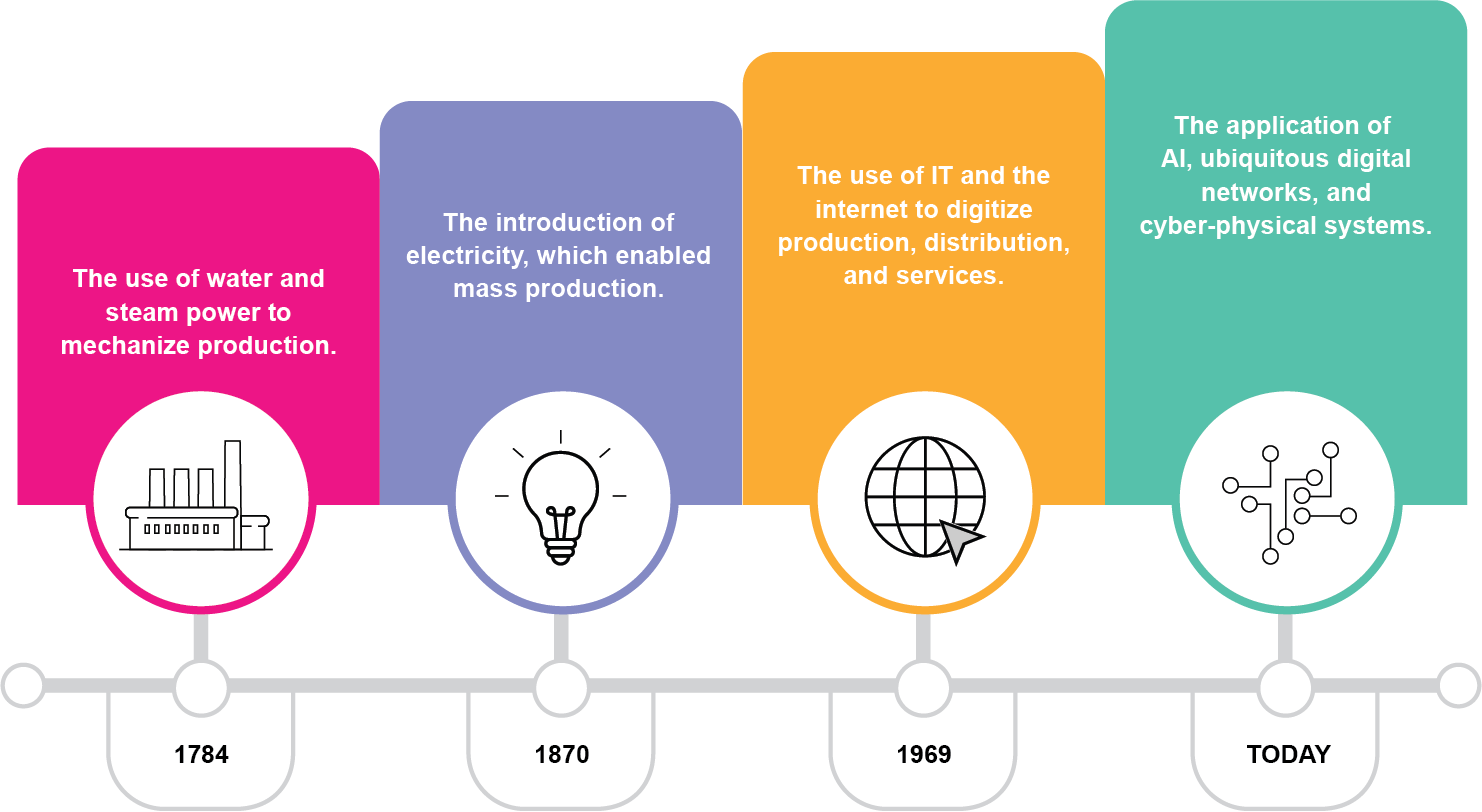 The use of water and
steam power to
mechanize production.
The introduction of
electricity, which enabled
mass production.
The use of IT and the
internet to digitize
production, distribution,
and services.
The application of
AI, ubiquitous digital
networks, and
cyber-physical systems.
1784
1870
1969
TODAY